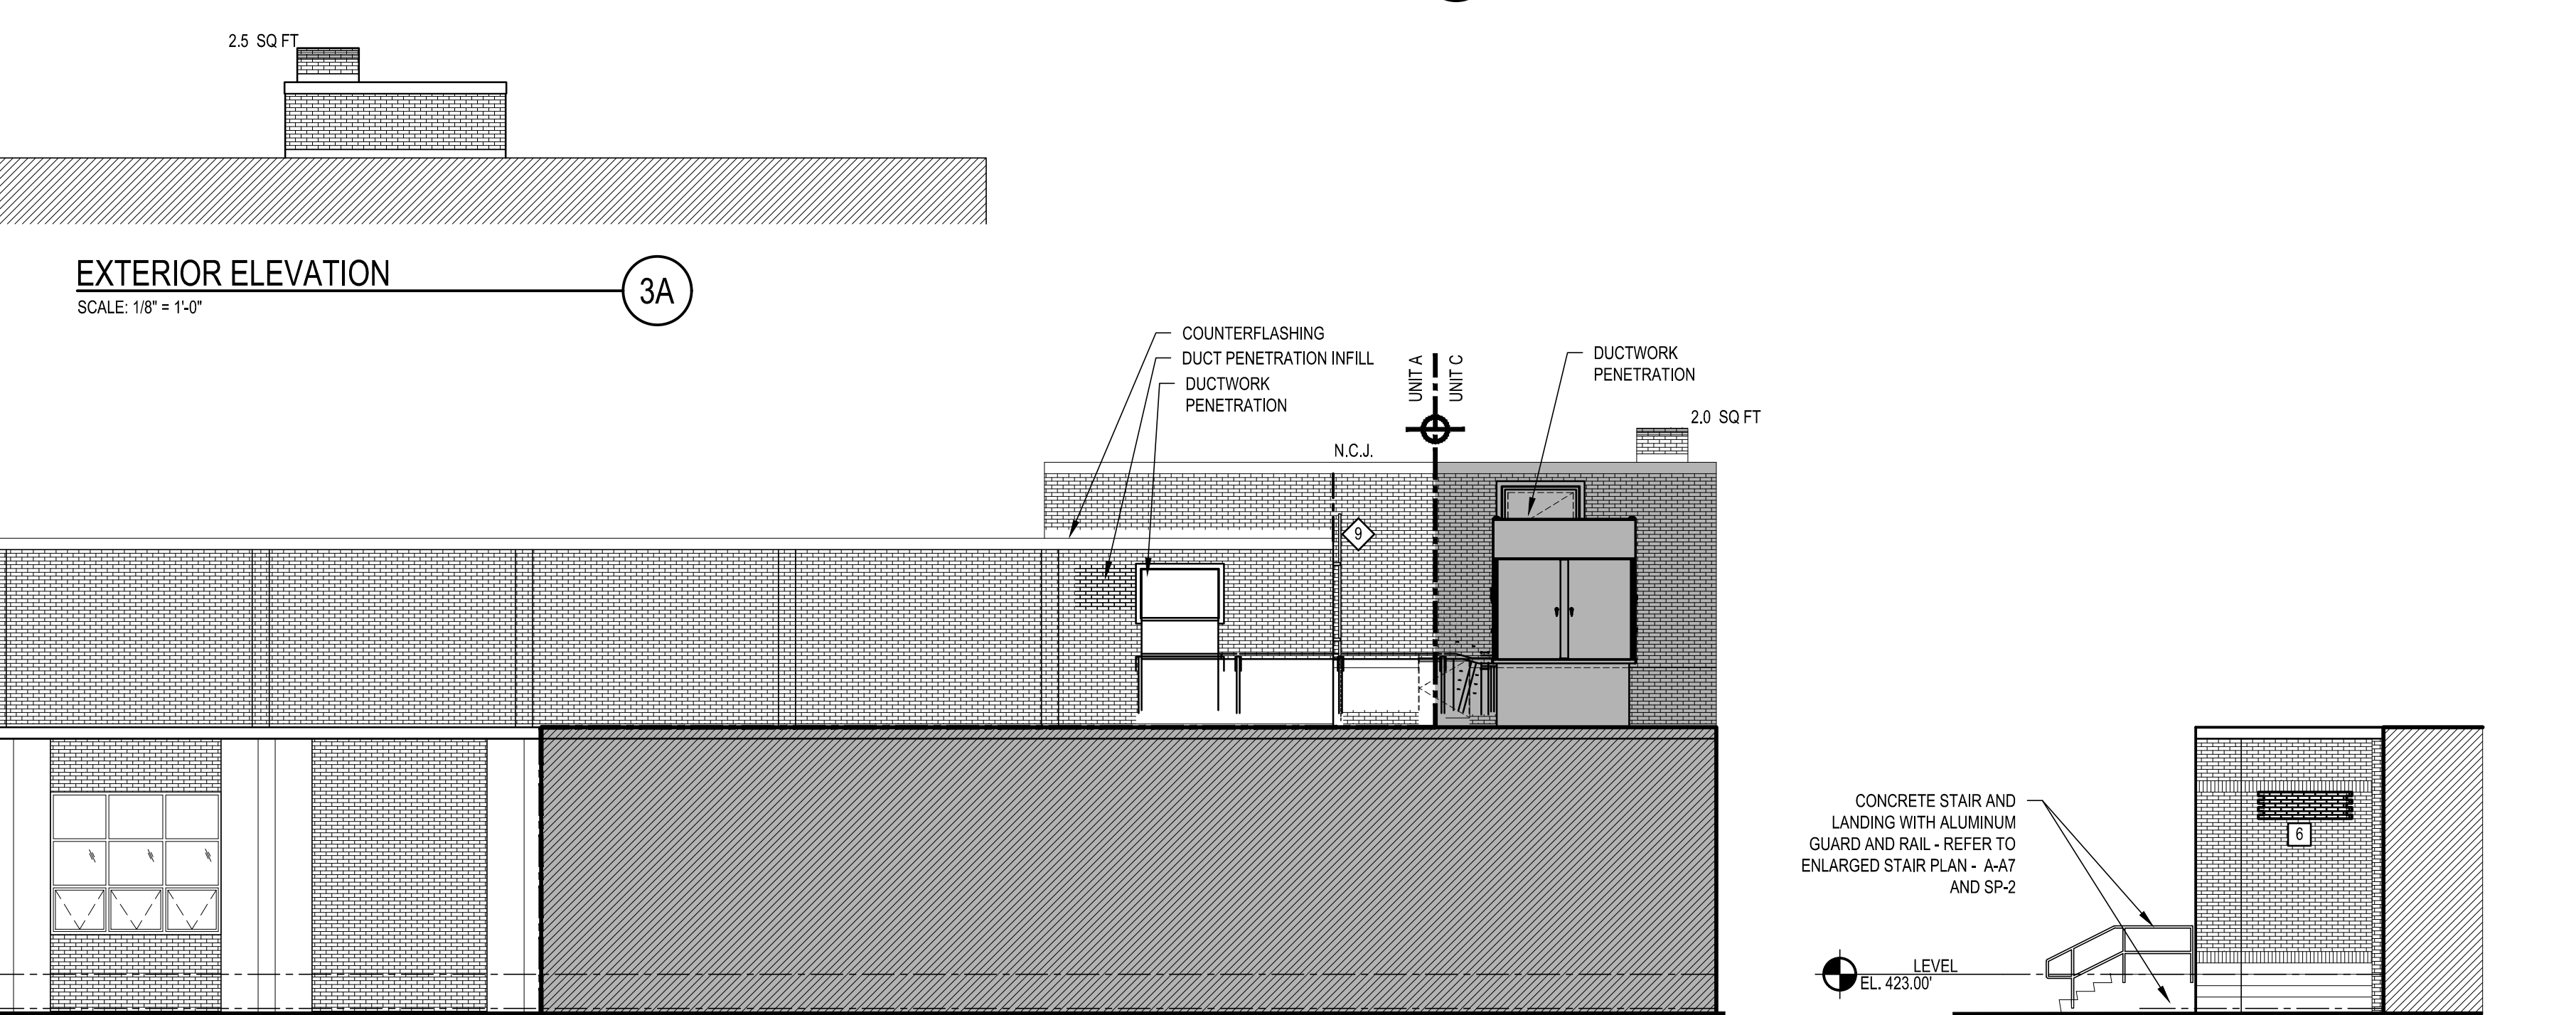 2.5 SQ FT
EXTERIOR ELEVATION
SCALE: 1/8" = 1'-0"
3A
COUNTERFLASHING
DUCT PENETRATION INFILL
DUCTWORK
PENETRATION
UNIT A
UNIT C
DUCTWORK
PENETRATION
2.0 SQ FT
N.C.J.
9
6
CONCRETE STAIR AND
LANDING WITH ALUMINUM
GUARD AND RAIL - REFER TO
ENLARGED STAIR PLAN - A-A7
AND SP-2
LEVEL
EL. 423.00'